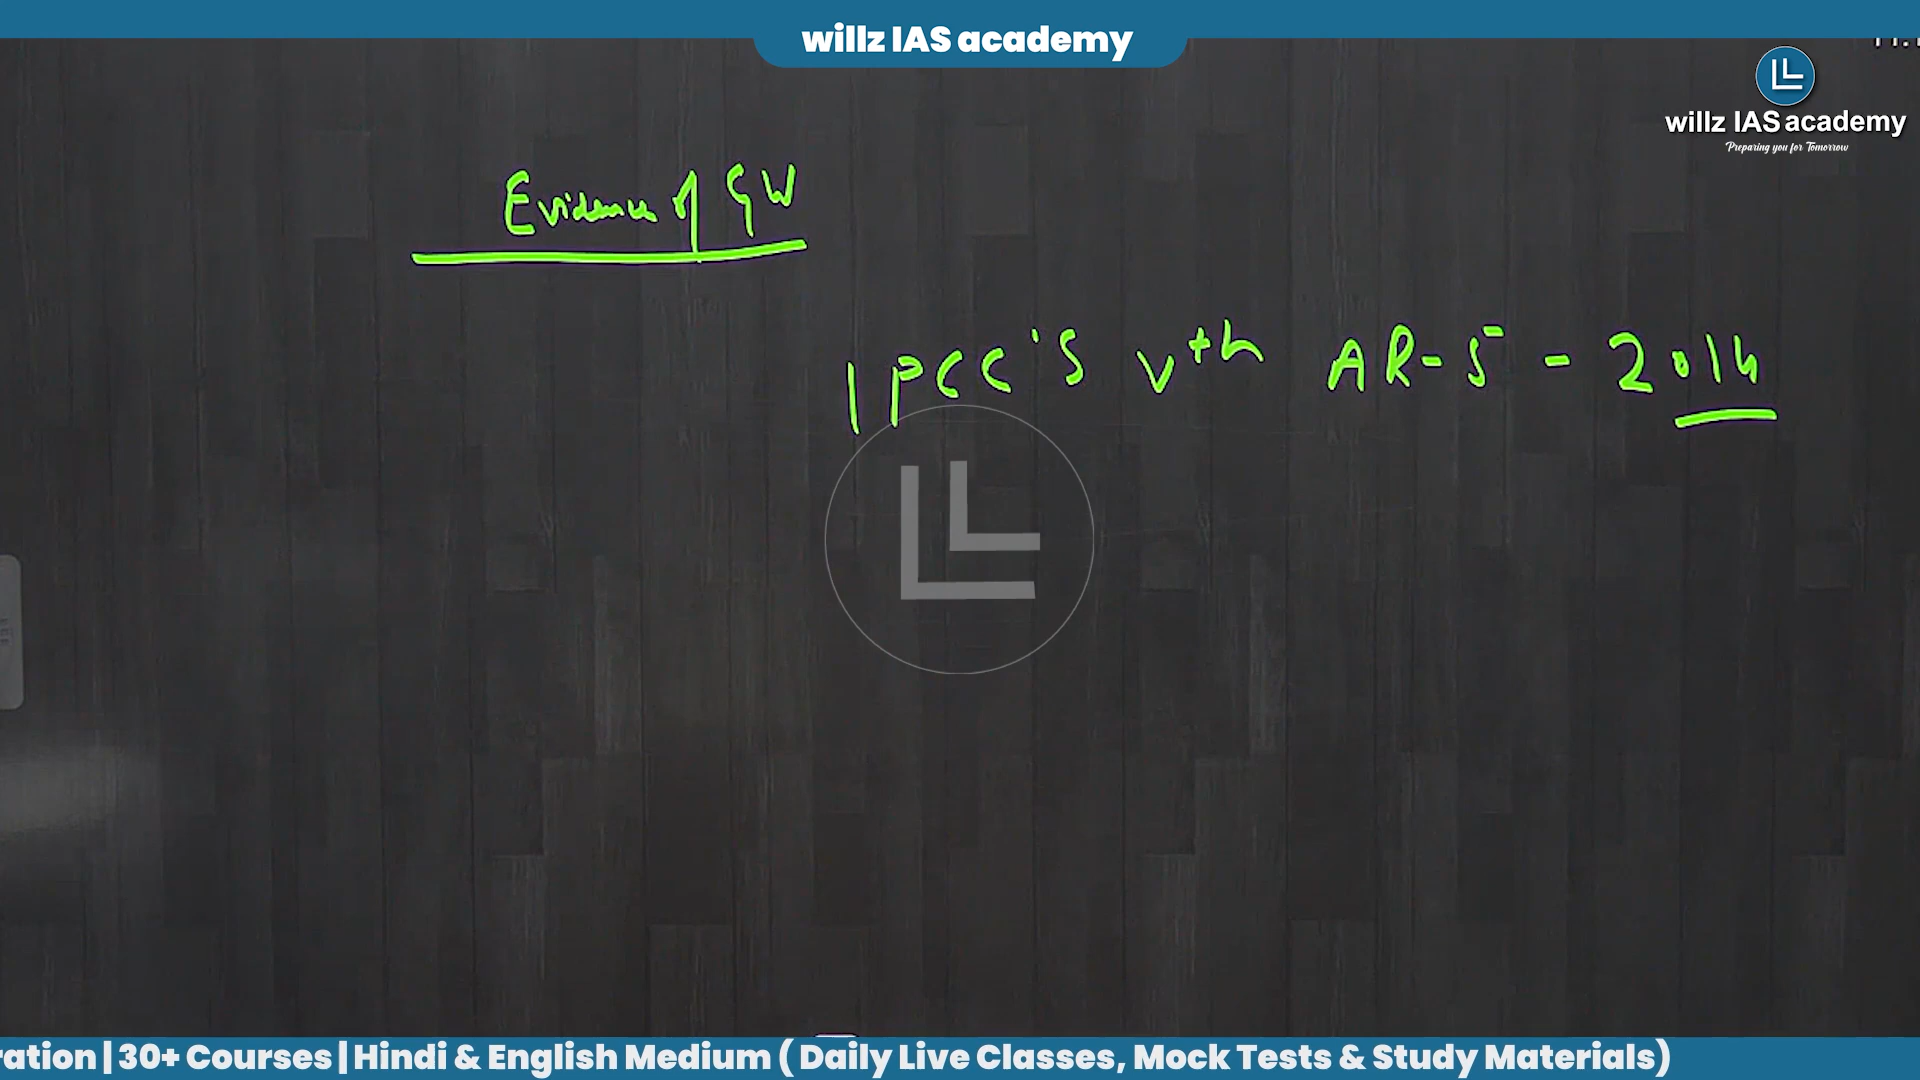 willz IAS academy
willz IAS academy
Preparing you for Tomorrow
Evidence of GW
IPCC'S Vth AR-5 - 2014
ration | 30+ Courses | Hindi & English Medium ( Daily Live Classes, Mock Tests & Study Materials)